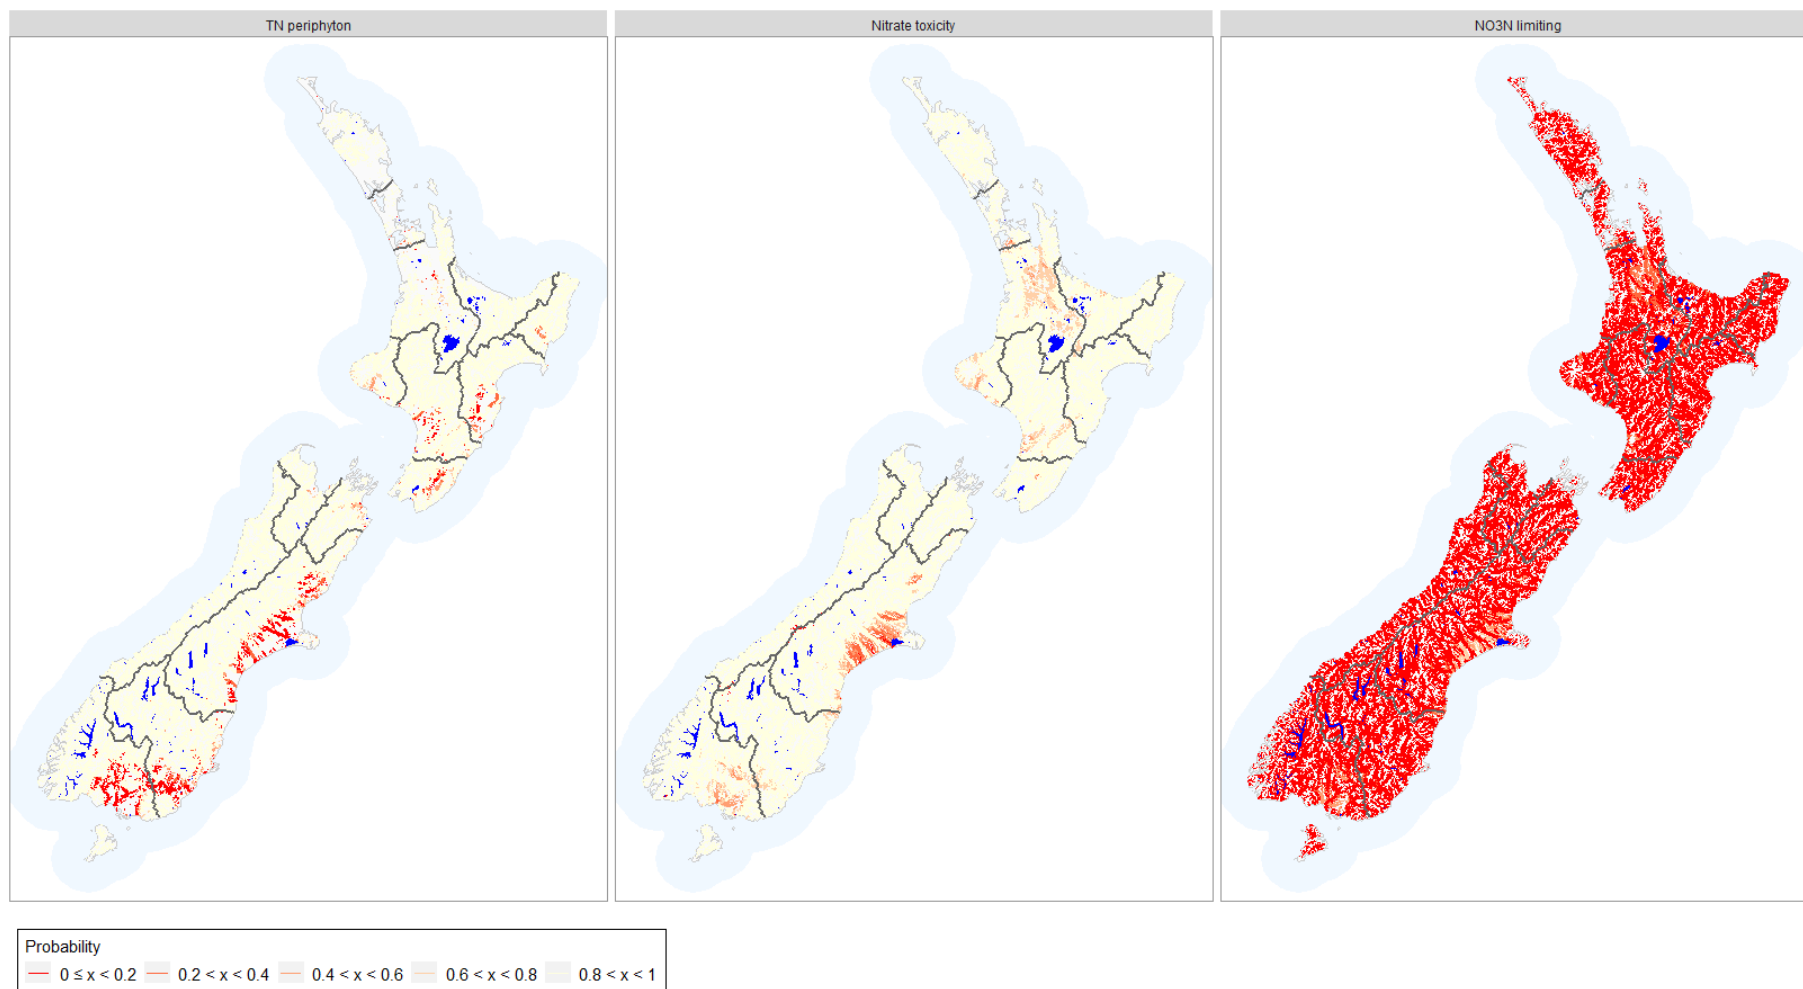 TN periphyton
Nitrate toxicity
NO3N limiting
Probability
0 ≤ x < 0.2
0.2 < x < 0.4
0.4 < x < 0.6
0.6 < x < 0.8
0.8 < x < 1